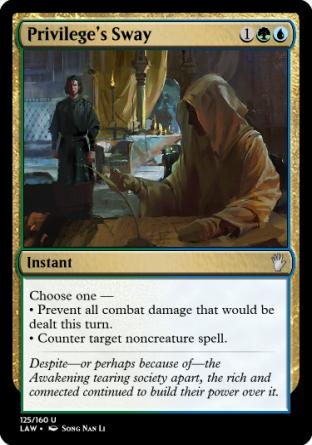 Privilege's Sway 1
Instant
Choose one —
• Prevent all combat damage that would be
dealt this turn.
• Counter target noncreature spell.
Despite—or perhaps because of—the
Awakening tearing society apart, the rich and
connected continued to build their power over it.
125/160 U
LAW • SONG NAN LI